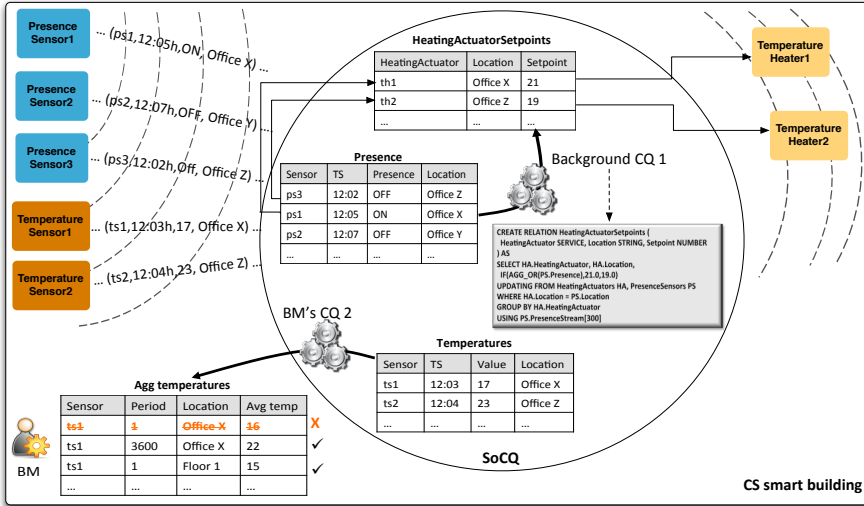 Presence
Sensor1
... (ps1,12:05h,ON, Office X) ...
Presence
Sensor2
... (ps2,12:07h,OFF, Office Y) ...
Presence
Sensor3
... (ps3,12:02h,Off, Office Z) ...
Temperature
Sensor1
... (ts1,12:03h,17, Office X) ...
Temperature
Sensor2
... (ts2,12:04h,23, Office Z) ...
HeatingActuatorSetpoints
HeatingActuator Location Setpoint
th1 Office X 21
th2 Office Z 19
... ... ...
Temperature
Heater1
Temperature
Heater2
Presence
Sensor TS Presence Location
ps3 12:02 OFF Office Z
ps1 12:05 ON Office X
ps2 12:07 OFF Office Y
... ... ... ...
Background CQ 1
CREATE RELATION HeatingActuatorSetpoints (
HeatingActuator SERVICE, Location STRING, Setpoint NUMBER
) AS
SELECT HA.HeatingActuator, HA.Location,
IF(AGG_OR(PS.Presence),21.0,19.0)
UPDATING FROM HeatingActuators HA, PresenceSensors PS
WHERE HA.Location = PS.Location
GROUP BY HA.HeatingActuator
USING PS.PresenceStream[300]
BM's CQ 2
Temperatures
Sensor TS Value Location
ts1 12:03 17 Office X
ts2 12:04 23 Office Z
... ... ... ...
Agg temperatures
Sensor Period Location Avg temp
ts1 1 Office X 16 X
ts1 3600 Office X 22 ✓
ts1 1 Floor 1 15 ✓
... ... ... ...
BM
SoCQ
CS smart building